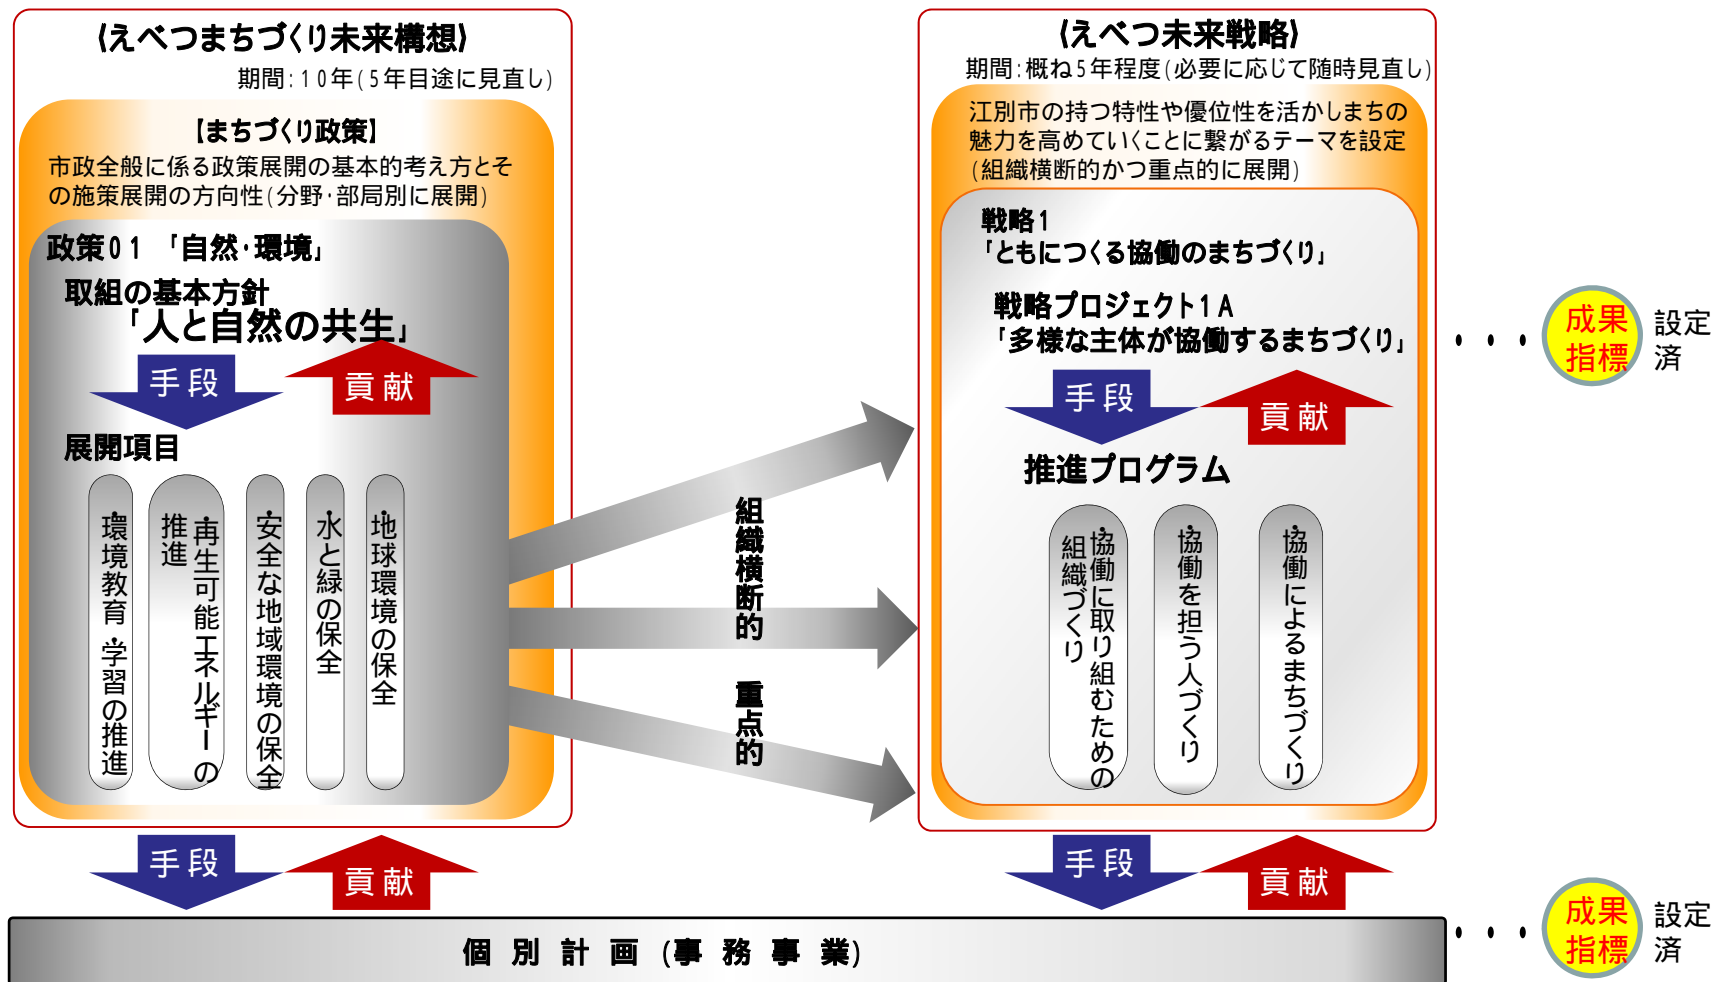 《えべつまちづくり未来構想》
期間：10年(5年目途に見直し)
【まちづくり政策】
市政全般に係る政策展開の基本的考え方とそ
の施策展開の方向性(分野・部局別に展開)
政策01 「自然・環境」
取組の基本方針
「人と自然の共生」
手段
貢献
展開項目
・環境教育・学習の推進
・再生可能エネルギーの
推進
・安全な地域環境の保全
・水と緑の保全
・地球環境の保全
組織横断的
重点的
《えべつ未来戦略》
期間：概ね5年程度(必要に応じて随時見直し)
江別市の持つ特性や優位性を活かしまちの
魅力を高めていくことに繋がるテーマを設定
(組織横断的かつ重点的に展開)
戦略1
「ともにつくる協働のまちづくり」
戦略プロジェクト1A
「多様な主体が協働するまちづくり」
手段
貢献
推進プログラム
・協働に取り組むための
組織づくり
・協働を担う人づくり
・協働によるまちづくり
・・・
成果
指標
設定
済
手段
貢献
手段
貢献
個別計画(事務事業)
・・・
成果
指標
設定
済